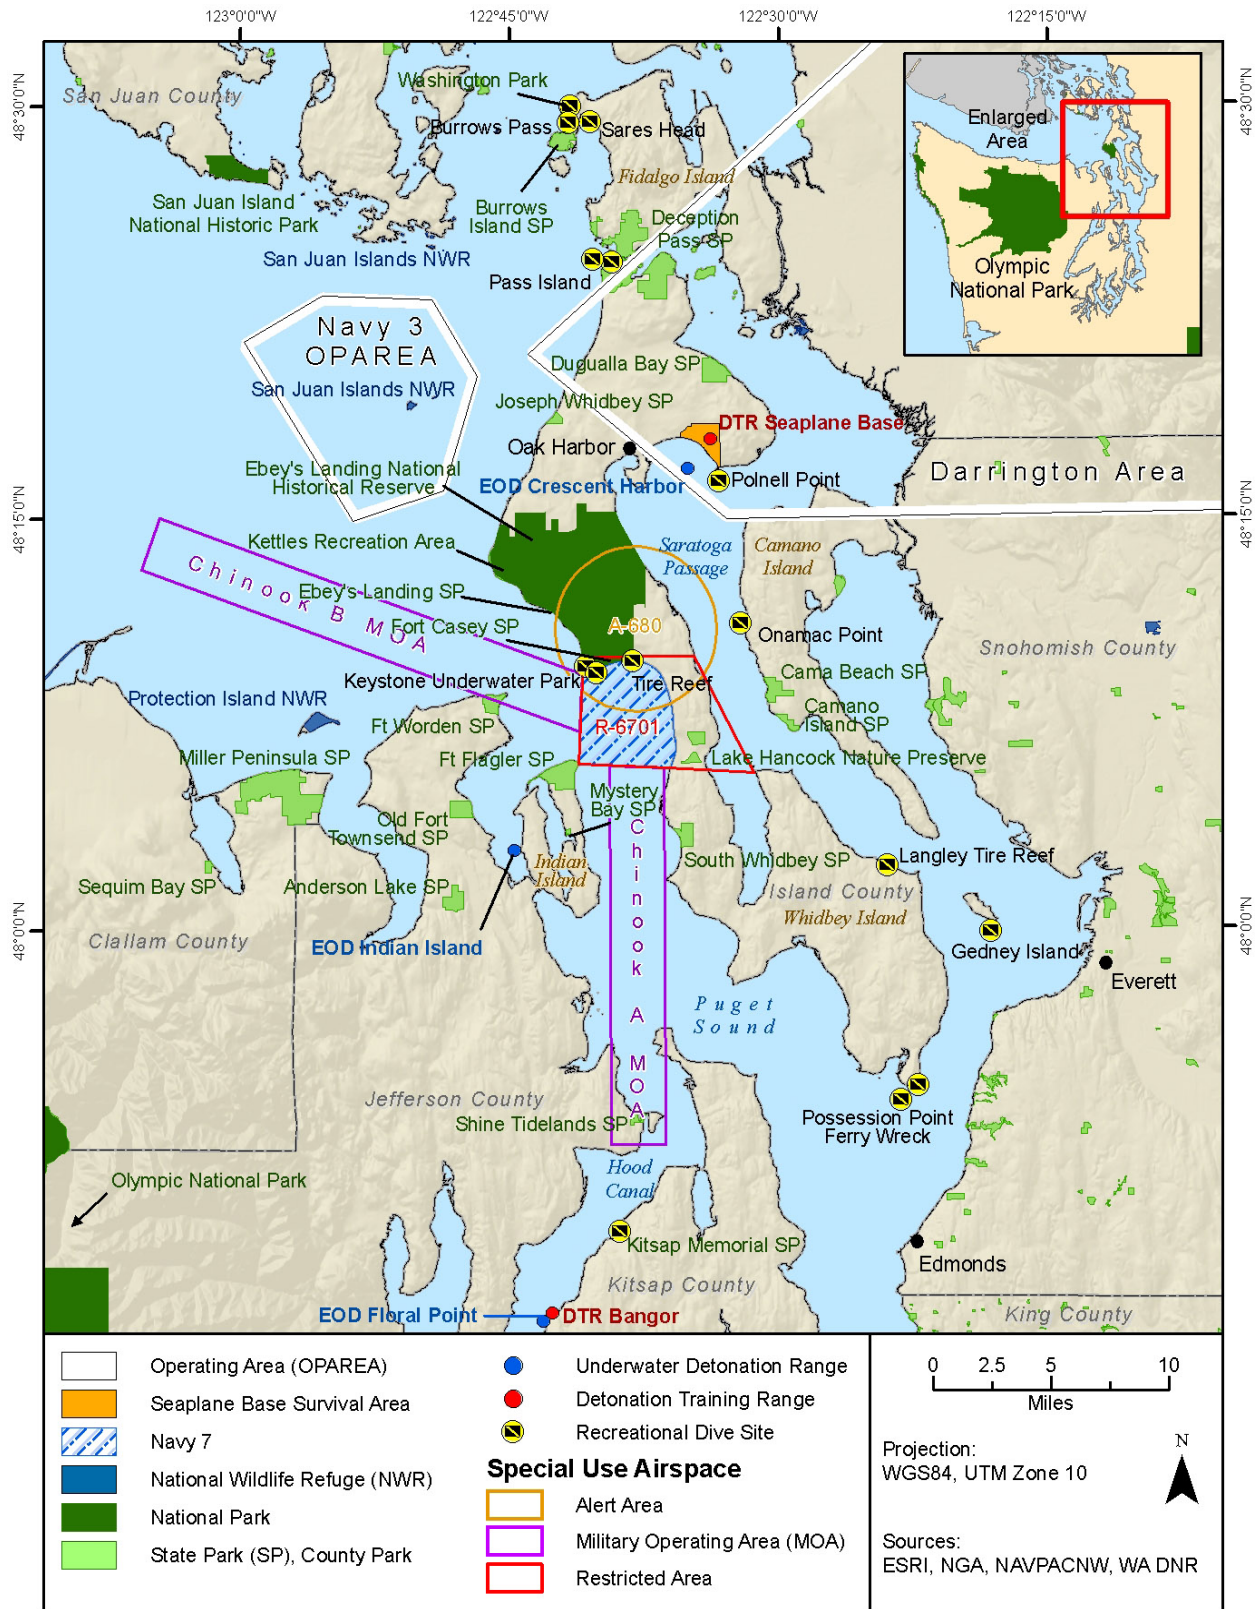 123°0'0"W
122°45'0"W
122°30'0"W
122°15'0"W
48°30'0"N
48°30'0"N
48°15'0"N
48°15'0"N
48°0'0"N
48°0'0"N
San Juan County
Washington Park
Burrows Pass
Sares Head
Fidalgo Island
San Juan Island
National Historic Park
Burrows
Island SP
Deception
Pass SP
San Juan Islands NWR
Pass Island
Enlarged
Area
Olympic
National Park
Navy 3
OPAREA
San Juan Islands NWR
Dugualla Bay SP
Joseph Whidbey SP
DTR Seaplane Base
Oak Harbor
Ebey's Landing National
Historical Reserve
EOD Crescent Harbor
Polnell Point
Darrington Area
Kettles Recreation Area
Saratoga
Passage
Camano
Island
Chinook B MOA
Ebey's Landing SP
Fort Casey SP
A-680
Onamac Point
Snohomish County
Keystone Underwater Park
Tire Reef
Cama Beach SP
Protection Island NWR
Ft Worden SP
R-6701
Camano
Island SP
Miller Peninsula SP
Ft Flagler SP
Lake Hancock Nature Preserve
Mystery
Bay SP
Old Fort
Townsend SP
Chinook A MOA
South Whidbey SP
Langley Tire Reef
Indian
Island
Sequim Bay SP
Anderson Lake SP
Island County
Whidbey Island
Clallam County
EOD Indian Island
Gedney Island
Everett
Puget
Sound
Jefferson County
Shine Tidelands SP
Possession Point
Ferry Wreck
Hood
Canal
Olympic National Park
Kitsap Memorial SP
Edmonds
Kitsap County
EOD Floral Point
DTR Bangor
King County
Operating Area (OPAREA)
Seaplane Base Survival Area
Navy 7
National Wildlife Refuge (NWR)
National Park
State Park (SP), County Park
Underwater Detonation Range
Detonation Training Range
Recreational Dive Site
Special Use Airspace
Alert Area
Military Operating Area (MOA)
Restricted Area
0 2.5 5 10
Miles
Projection:
WGS84, UTM Zone 10
N
Sources:
ESRI, NGA, NAVPACNW, WA DNR